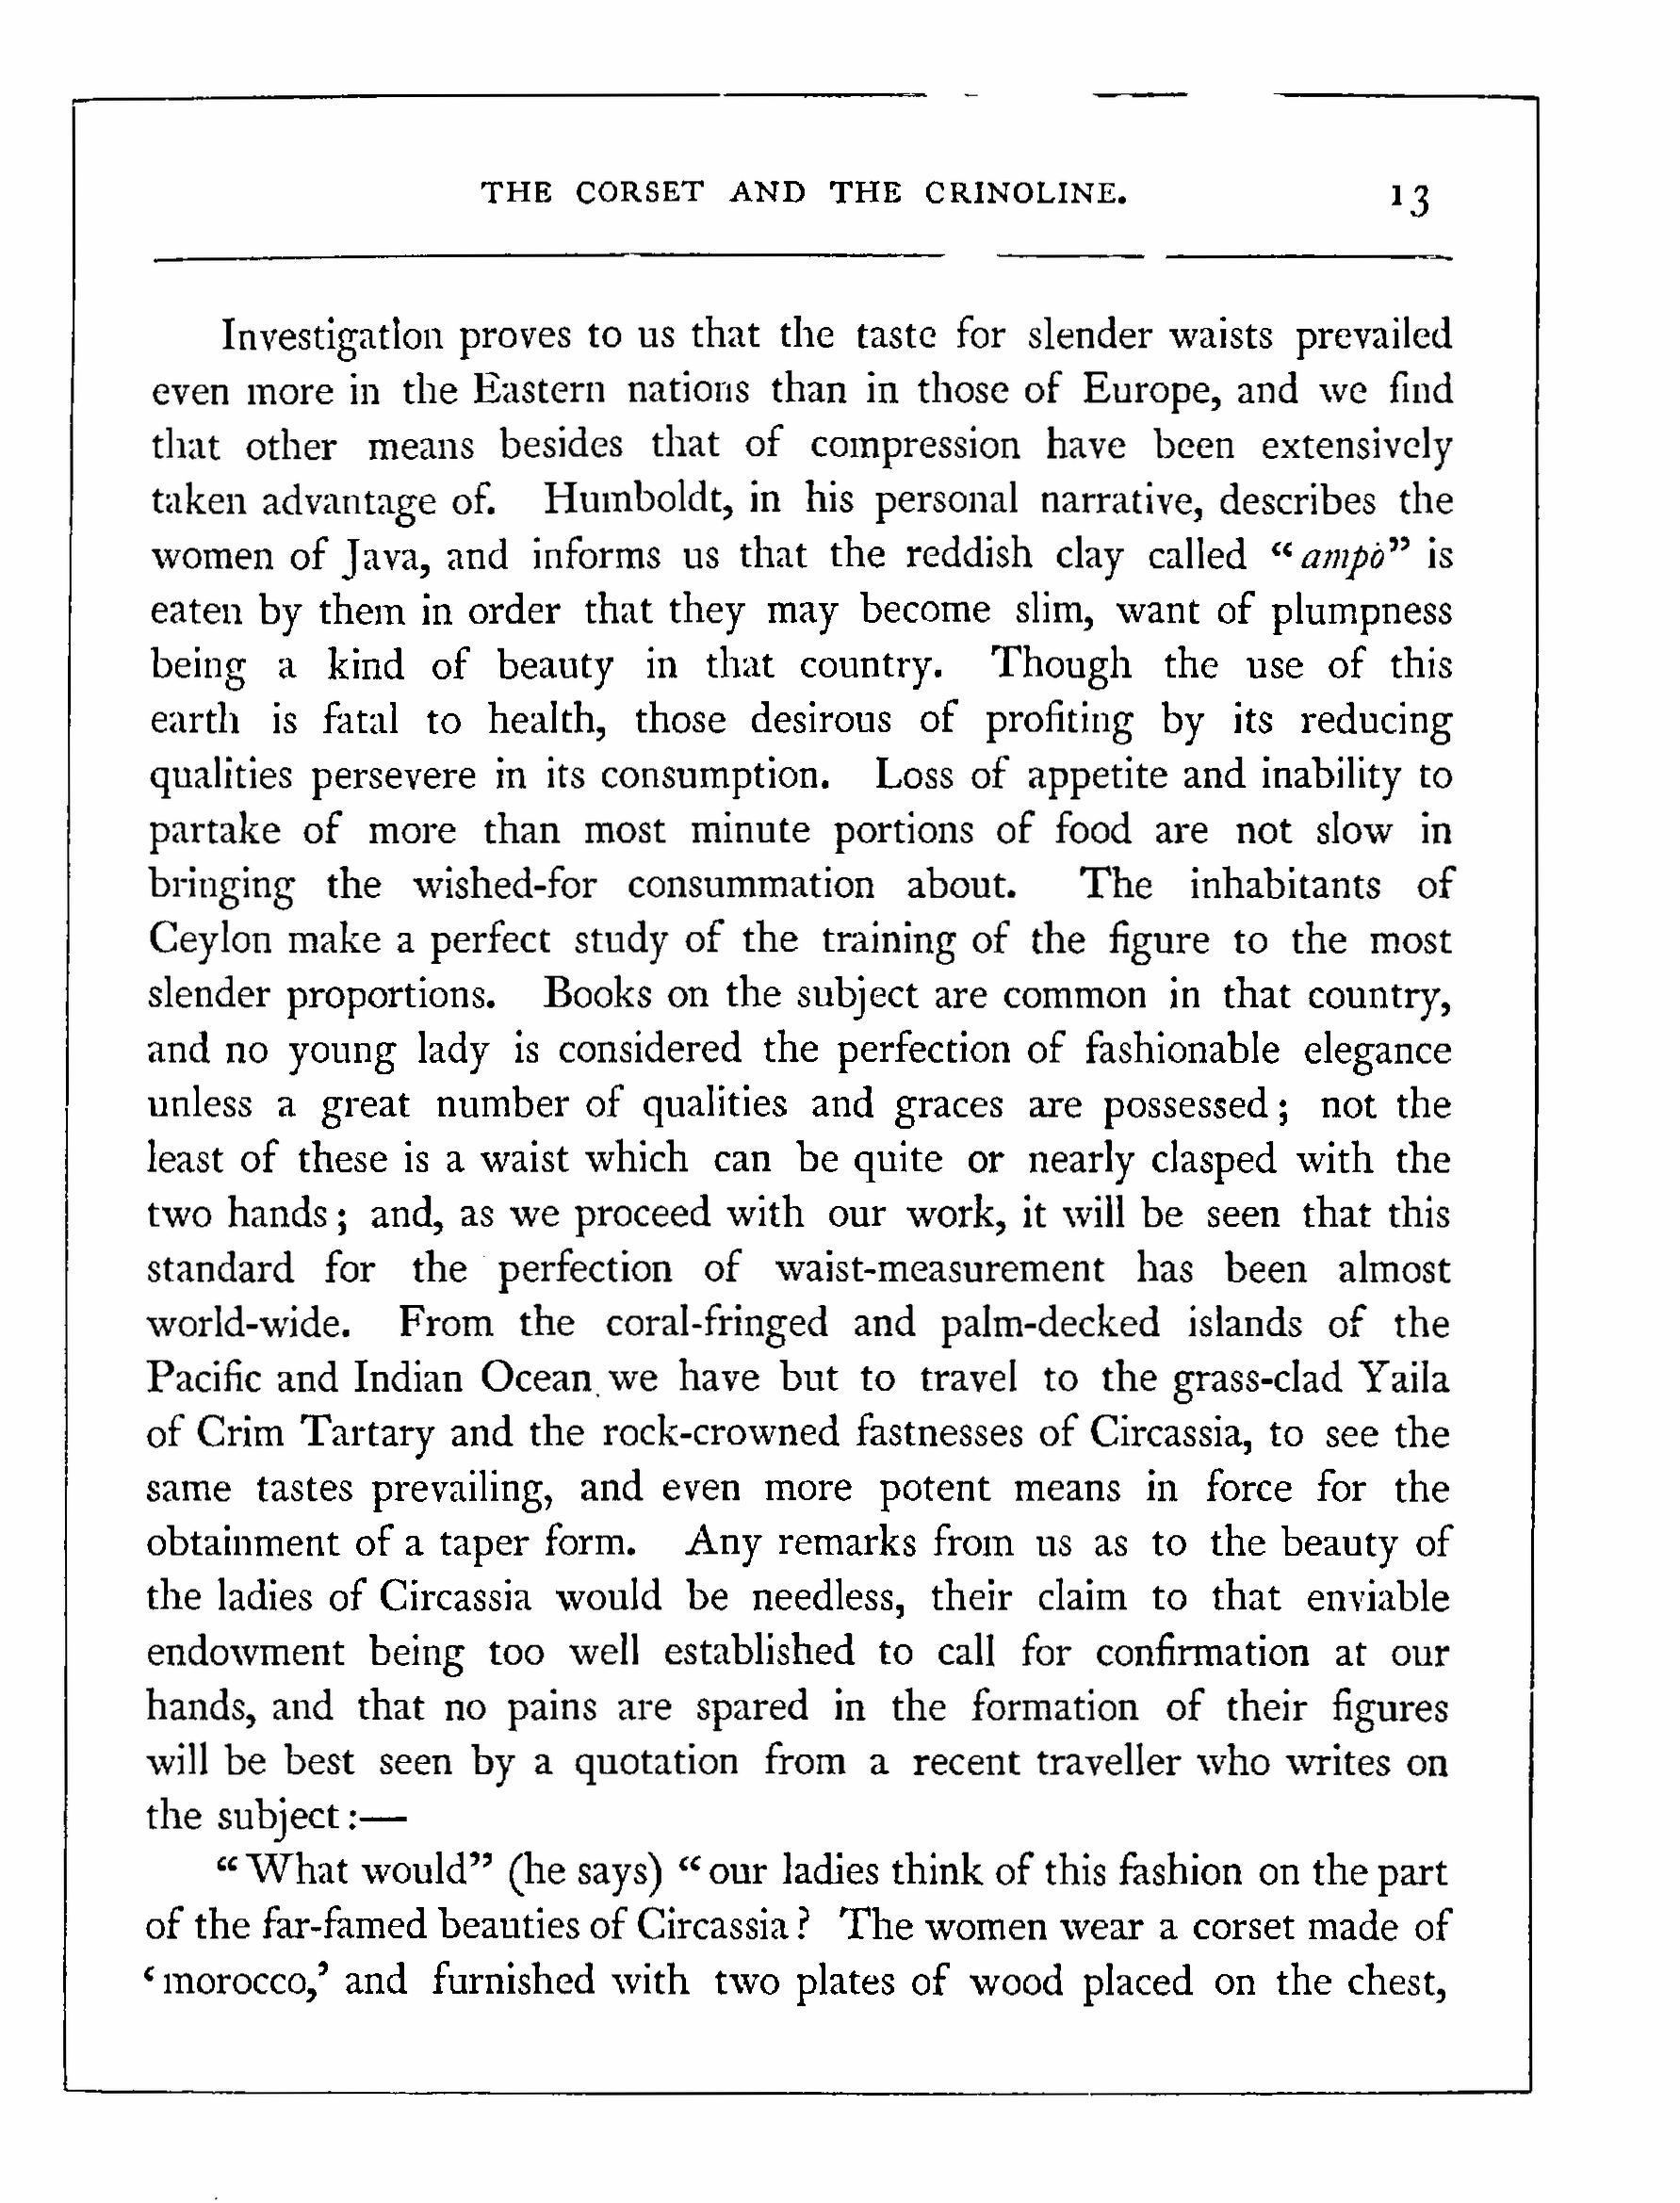 THE CORSET AND THE CRINOLINE. 13
Investigation proves to us that the taste for slender waists prevailed
even more in the Eastern nations than in those of Europe, and we find
that other means besides that of compression have been extensively
taken advantage of. Humboldt, in his personal narrative, describes the
women of Java, and informs us that the reddish clay called “ampò” is
eaten by them in order that they may become slim, want of plumpness
being a kind of beauty in that country. Though the use of this
earth is fatal to health, those desirous of profiting by its reducing
qualities persevere in its consumption. Loss of appetite and inability to
partake of more than most minute portions of food are not slow in
bringing the wished-for consummation about. The inhabitants of
Ceylon make a perfect study of the training of the figure to the most
slender proportions. Books on the subject are common in that country,
and no young lady is considered the perfection of fashionable elegance
unless a great number of qualities and graces are possessed; not the
least of these is a waist which can be quite or nearly clasped with the
two hands; and, as we proceed with our work, it will be seen that this
standard for the perfection of waist-measurement has been almost
world-wide. From the coral-fringed and palm-decked islands of the
Pacific and Indian Ocean we have but to travel to the grass-clad Yaila
of Crim Tartary and the rock-crowned fastnesses of Circassia, to see the
same tastes prevailing, and even more potent means in force for the
obtainment of a taper form. Any remarks from us as to the beauty of
the ladies of Circassia would be needless, their claim to that enviable
endowment being too well established to call for confirmation at our
hands, and that no pains are spared in the formation of their figures
will be best seen by a quotation from a recent traveller who writes on
the subject:—
“What would” (he says) “our ladies think of this fashion on the part
of the far-famed beauties of Circassia? The women wear a corset made of
‘morocco,’ and furnished with two plates of wood placed on the chest,